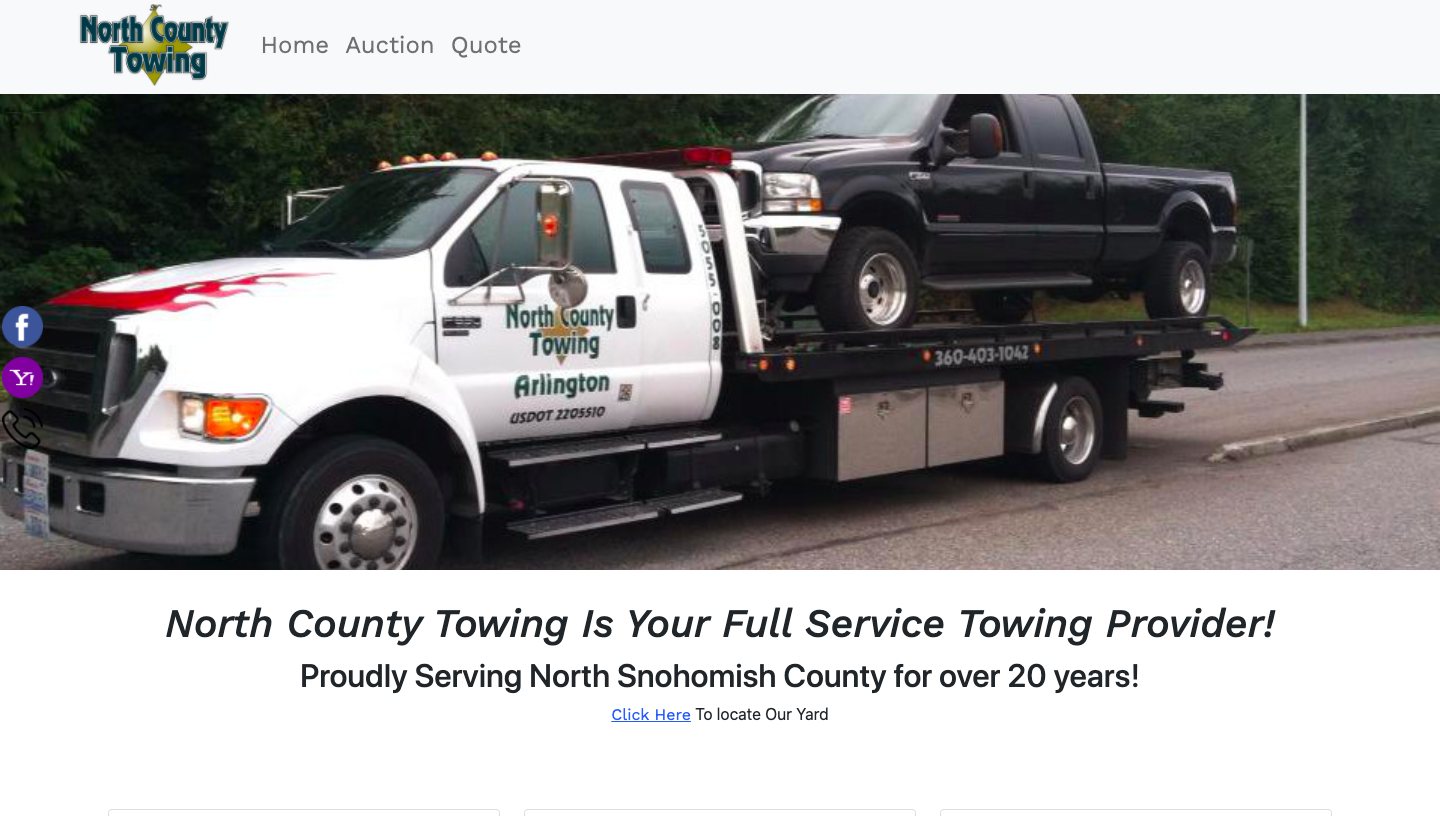 North County
Towing
Home Auction Quote
5055-008
North County
Towing
Arlington
USDOT 2205510
360-403-1042
North County Towing Is Your Full Service Towing Provider!
Proudly Serving North Snohomish County for over 20 years!
Click Here To locate Our Yard